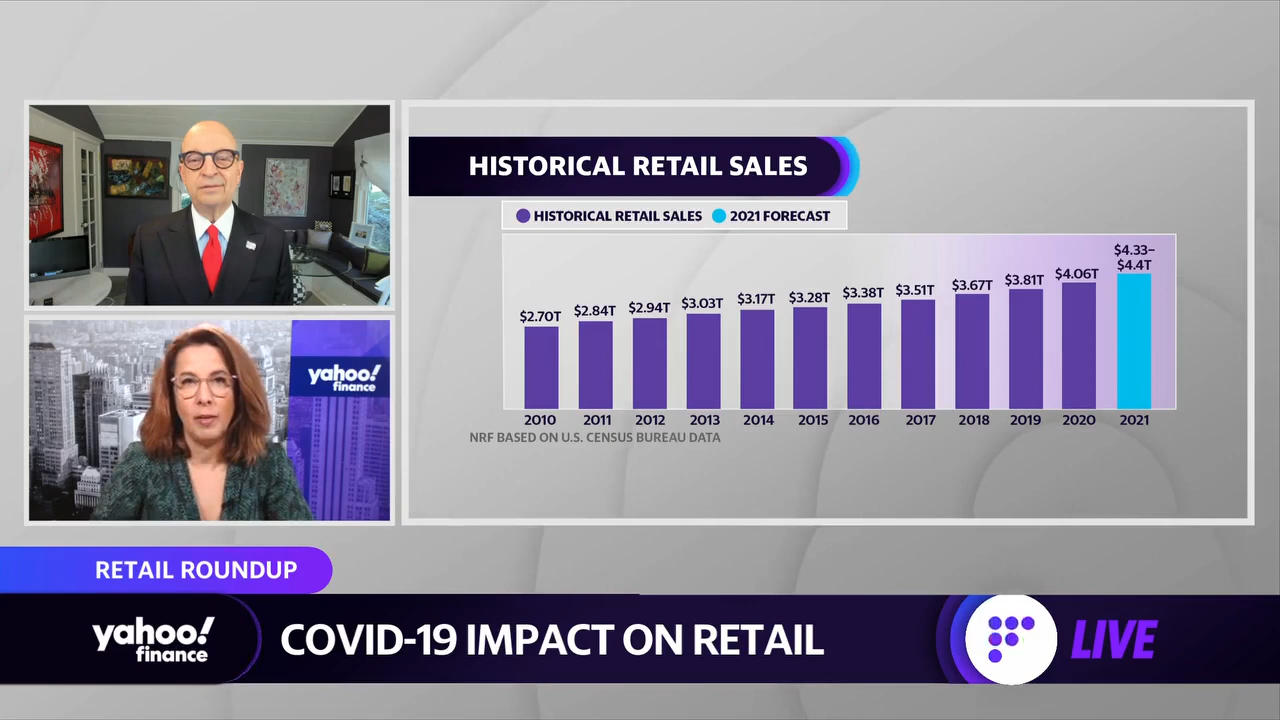 HISTORICAL RETAIL SALES
HISTORICAL RETAIL SALES 2021 FORECAST
$2.70T $2.84T $2.94T $3.03T $3.17T $3.28T $3.38T $3.51T $3.67T $3.81T $4.06T $4.33–
$4.4T
2010 2011 2012 2013 2014 2015 2016 2017 2018 2019 2020 2021
NRF BASED ON U.S. CENSUS BUREAU DATA
yahoo!
finance
RETAIL ROUNDUP
yahoo!
finance
COVID-19 IMPACT ON RETAIL
LIVE